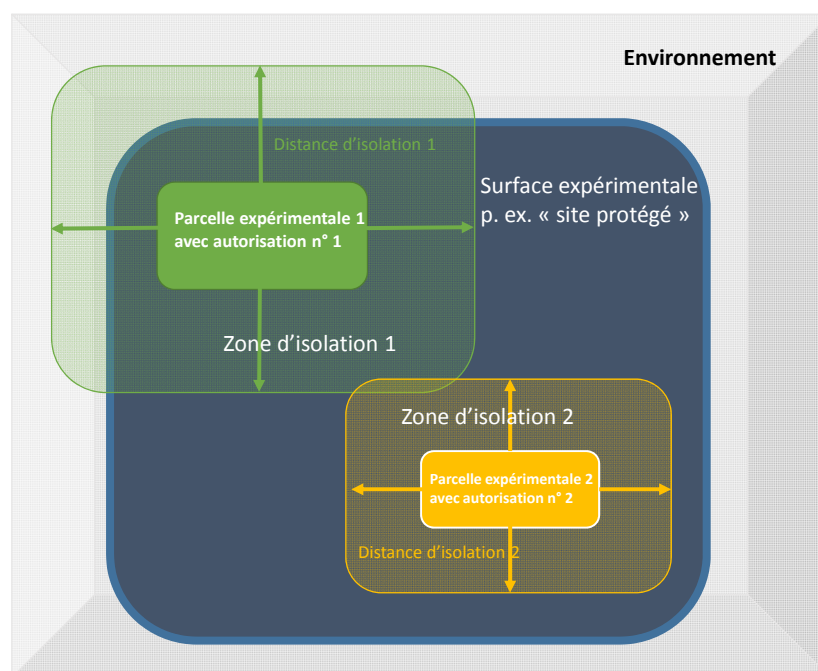 Environnement
Distance d'isolation 1
Surface expérimentale
p. ex. « site protégé »
Parcelle expérimentale 1
avec autorisation n° 1
Zone d'isolation 1
Zone d'isolation 2
Parcelle expérimentale 2
avec autorisation n° 2
Distance d'isolation 2